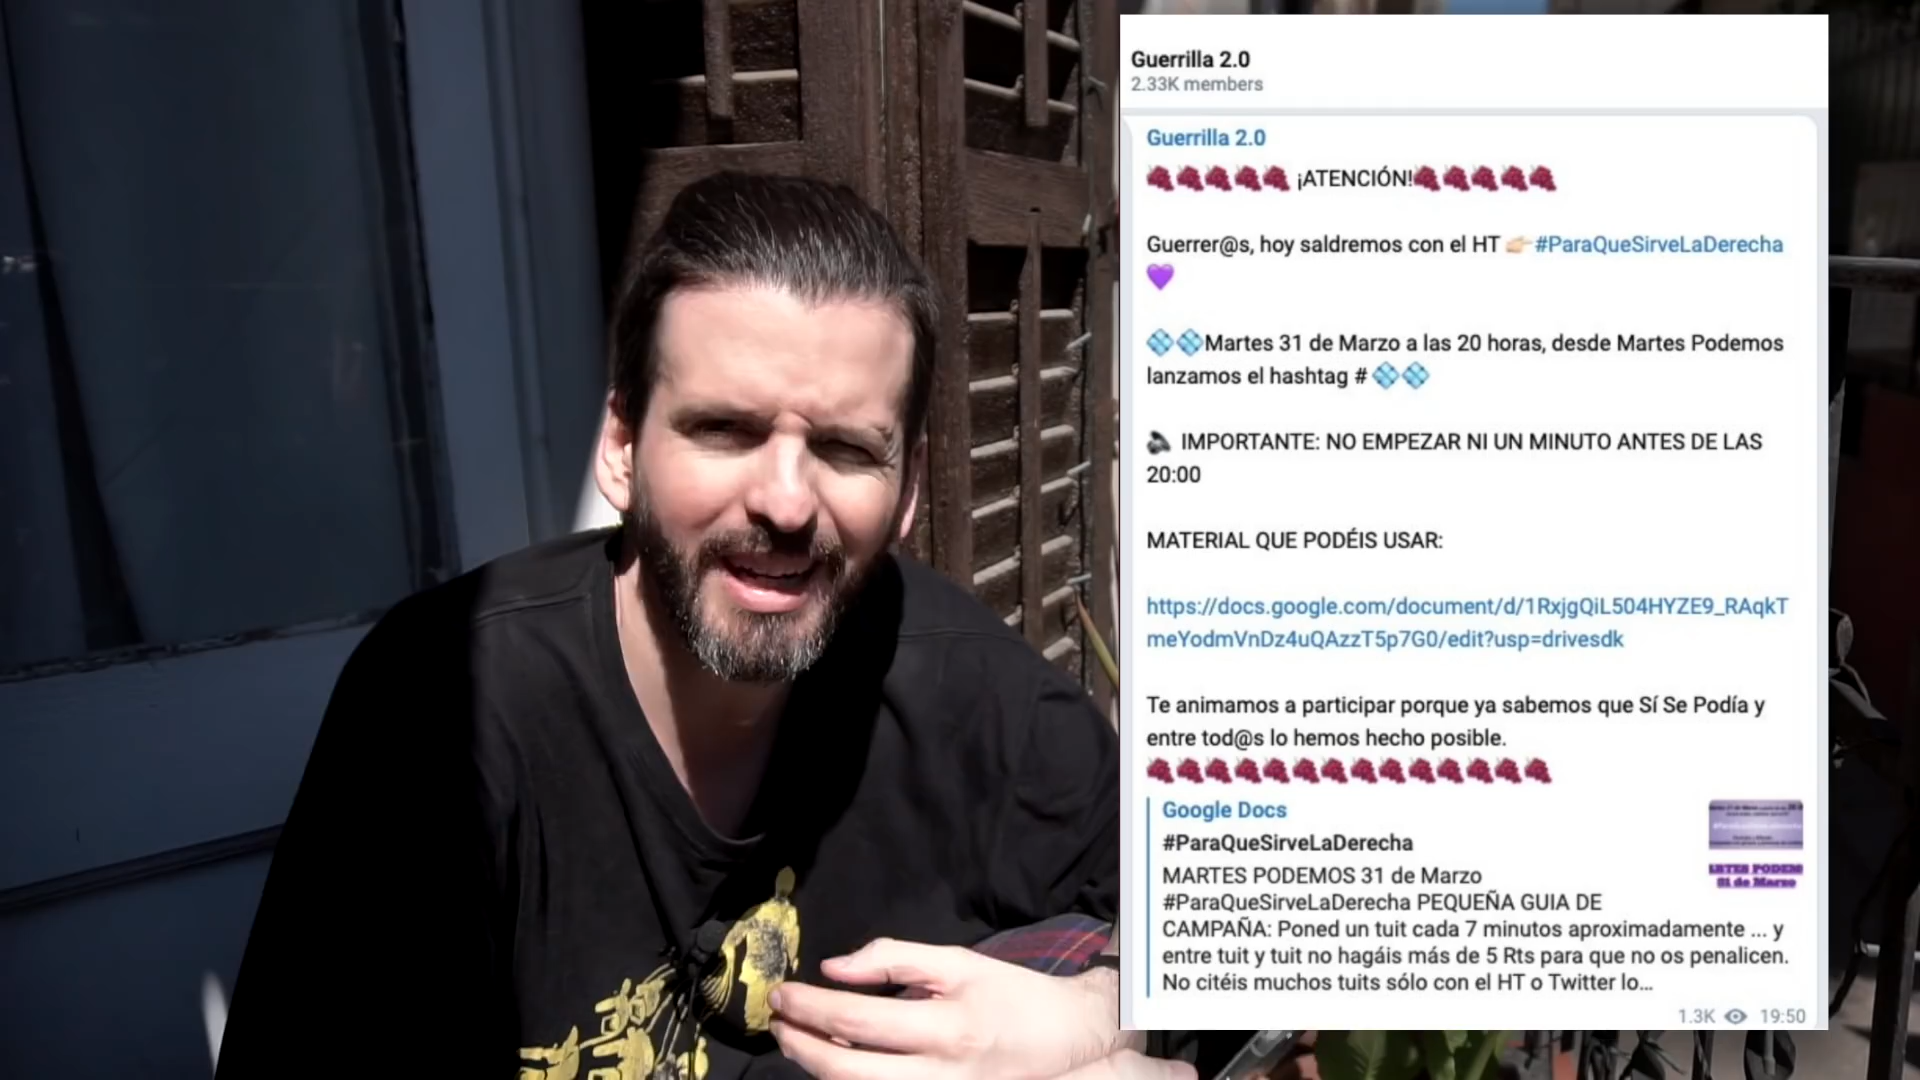 Guerrilla 2.0
2.33K members
Guerrilla 2.0
🍇🍇🍇🍇🍇 ¡ATENCIÓN!🍇🍇🍇🍇🍇
Guerrer@s, hoy saldremos con el HT 👉🏻#ParaQueSirveLaDerecha
💜
💠💠Martes 31 de Marzo a las 20 horas, desde Martes Podemos
lanzamos el hashtag # 💠💠
🔊 IMPORTANTE: NO EMPEZAR NI UN MINUTO ANTES DE LAS
20:00
MATERIAL QUE PODÉIS USAR:
https://docs.google.com/document/d/1RxjgQiL504HYZE9_RAqkT
meYodmVnDz4uQAzzT5p7G0/edit?usp=drivesdk
Te animamos a participar porque ya sabemos que Sí Se Podía y
entre tod@s lo hemos hecho posible.
🍇🍇🍇🍇🍇🍇🍇🍇🍇🍇🍇🍇🍇🍇
Google Docs
#ParaQueSirveLaDerecha
MARTES PODEMOS 31 de Marzo
#ParaQueSirveLaDerecha PEQUEÑA GUIA DE
CAMPAÑA: Poned un tuit cada 7 minutos aproximadamente ... y
entre tuit y tuit no hagáis más de 5 Rts para que no os penalicen.
No citéis muchos tuits sólo con el HT o Twitter lo...
31 de Marzo
1.3K 19:50